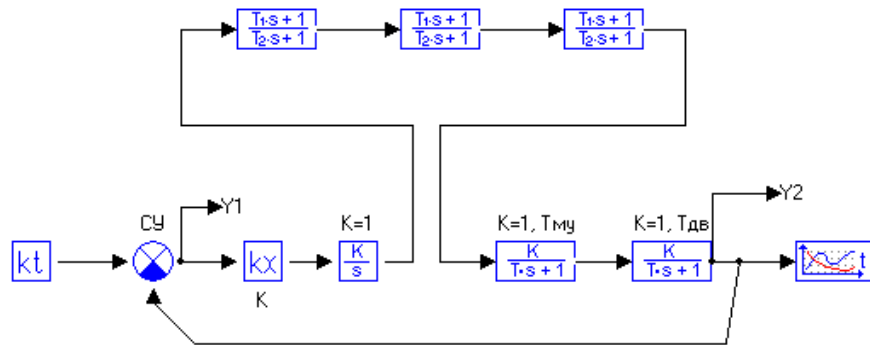 T1·s+1 T1·s+1 T1·s+1
T2·s+1 T2·s+1 T2·s+1
СУ Y1 K=1 K=1, Tму K=1, Tдв Y2
kt kx K K K t
s T·s+1 T·s+1
K